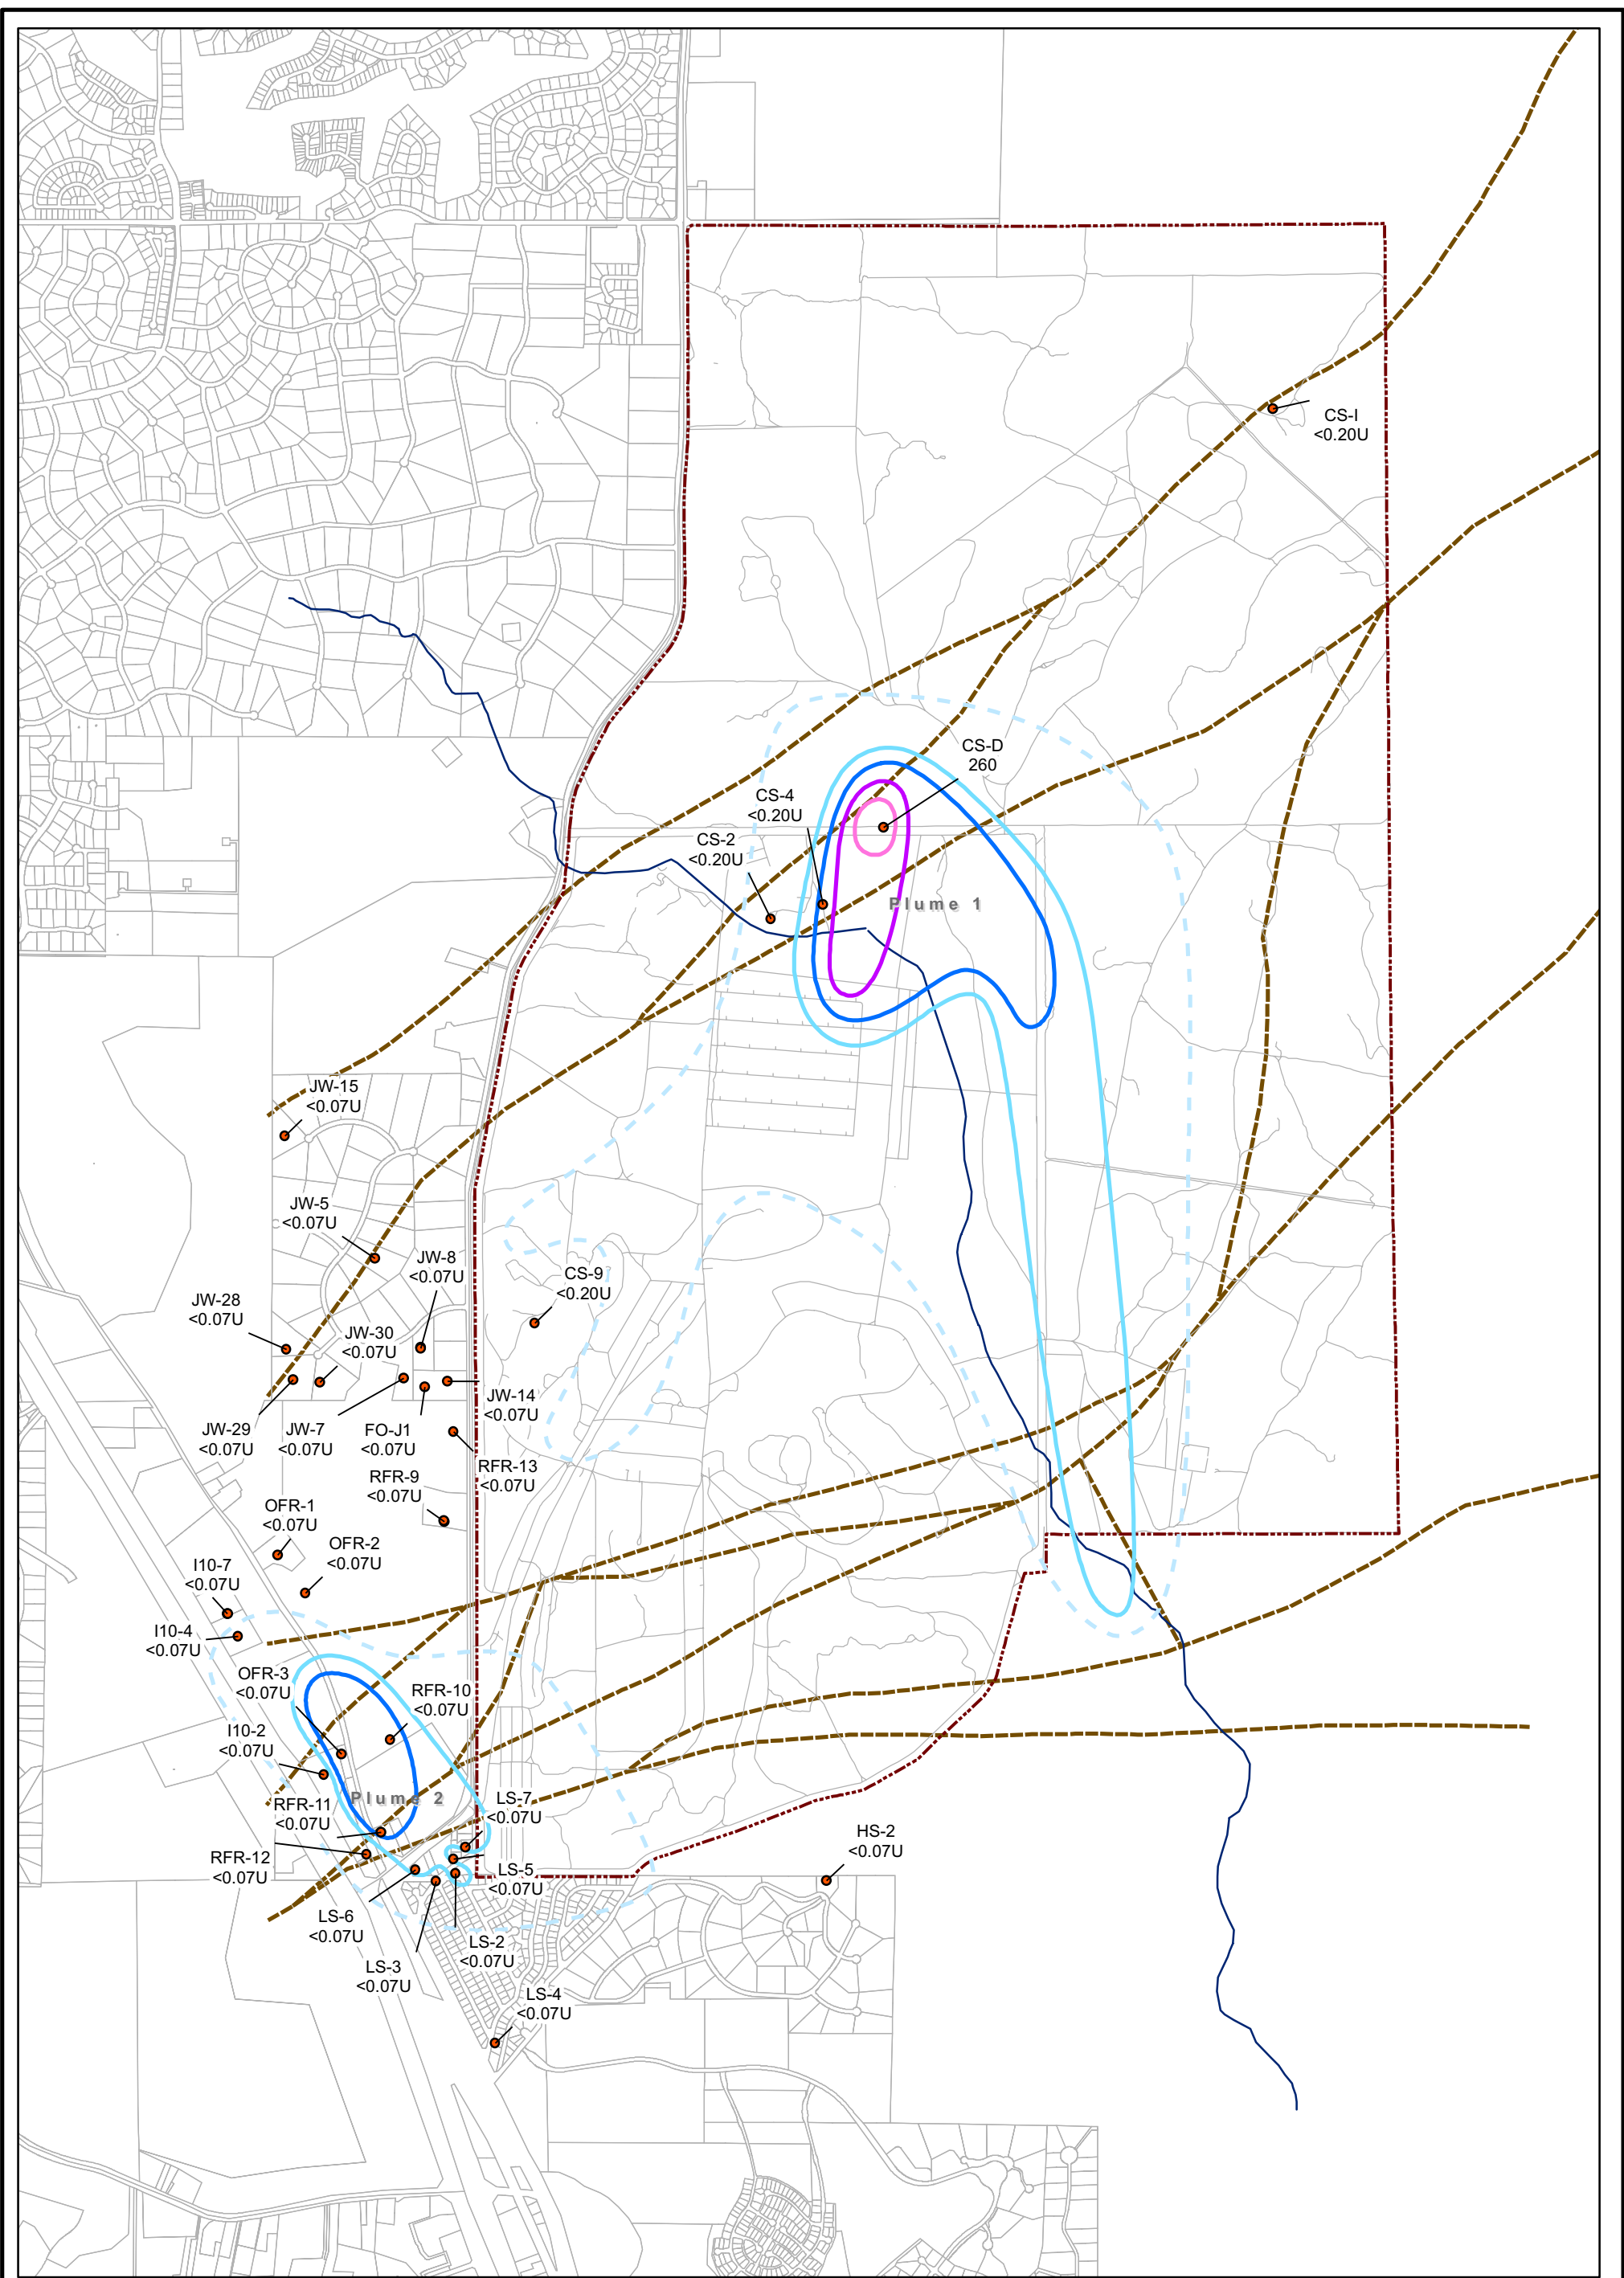 CS-I
<0.20U
CS-D
260
CS-4
<0.20U
CS-2
<0.20U
Plume 1
JW-15
<0.07U
JW-5
<0.07U
JW-8
<0.07U
CS-9
<0.20U
JW-28
<0.07U
JW-30
<0.07U
JW-14
<0.07U
JW-29
<0.07U
JW-7
<0.07U
FO-J1
<0.07U
RFR-13
<0.07U
RFR-9
<0.07U
OFR-1
<0.07U
OFR-2
<0.07U
I10-7
<0.07U
I10-4
<0.07U
OFR-3
<0.07U
RFR-10
<0.07U
I10-2
<0.07U
Plume 2
RFR-11
<0.07U
LS-7
<0.07U
HS-2
<0.07U
RFR-12
<0.07U
LS-5
<0.07U
LS-6
<0.07U
LS-2
<0.07U
LS-3
<0.07U
LS-4
<0.07U